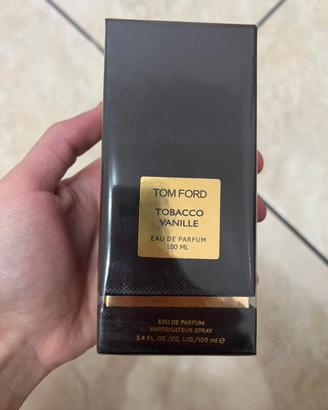 TOM FORD
TOBACCO
VANILLE
EAU DE PARFUM
100 ML
EAU DE PARFUM
VAPORISATEUR SPRAY
3.4 FL. OZ./OZ. LIQ./100 ml ℮